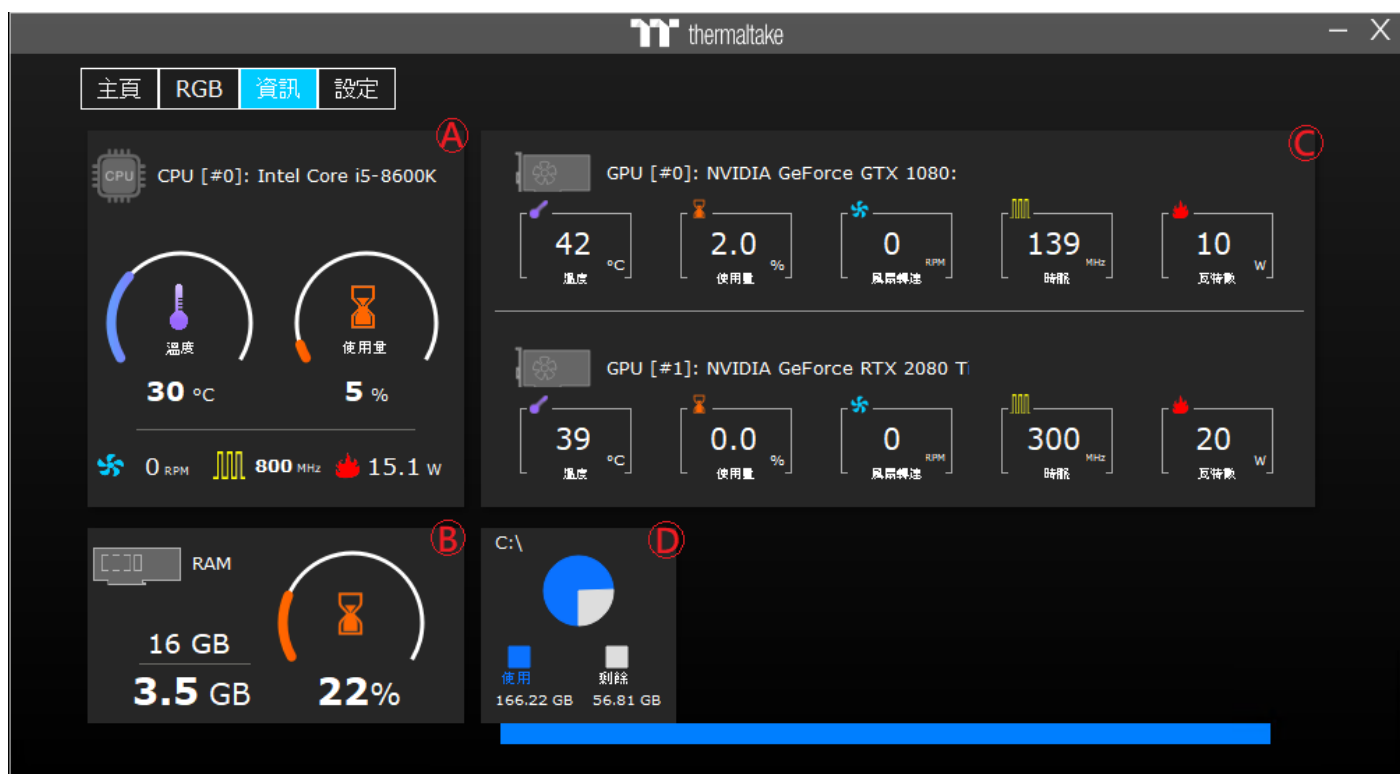 thermaltake
主頁 RGB 資訊 設定
A
CPU
CPU [#0]: Intel Core i5-8600K
溫度
30 °C
使用量
5 %
0 RPM 800 MHz 15.1 W
C
GPU [#0]: NVIDIA GeForce GTX 1080:
42 °C 2.0 % 0 RPM 139 MHz 10 W
溫度 使用量 風扇轉速 時脈 瓦特數
GPU [#1]: NVIDIA GeForce RTX 2080 Ti
39 °C 0.0 % 0 RPM 300 MHz 20 W
溫度 使用量 風扇轉速 時脈 瓦特數
B
RAM
16 GB
3.5 GB 22%
D
C:\
使用 剩餘
166.22 GB 56.81 GB